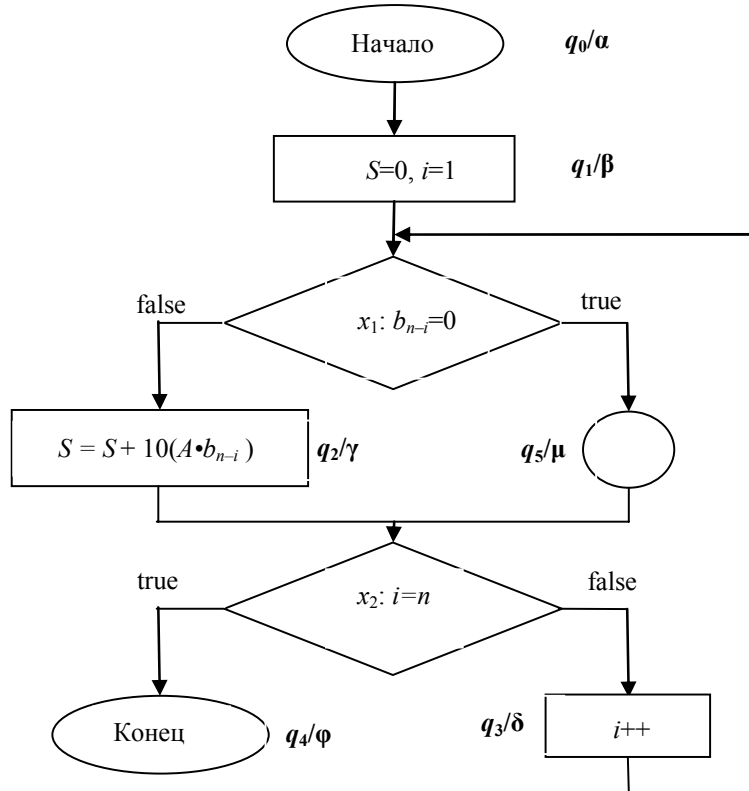 Начало q₀/α
S=0, i=1 q₁/β
false true
x₁: bₙ₋ᵢ=0
S = S + 10(A•bₙ₋ᵢ ) q₂/γ q₅/μ
true false
x₂: i=n
Конец q₄/φ q₃/δ i++